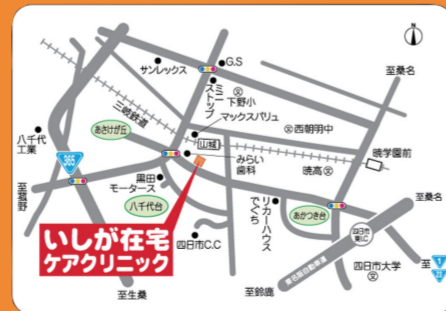 N
サンレックス
G.S
至桑名
ミニストップ
下野小
マックスバリュ
三岐鉄道
あさけが丘
西朝明中
八千代
工業
山城
暁学園前
365
みらい
歯科
暁高
至菰野
黒田
モータース
八千代台
リカーハウス
でぐち
あかつき台
至桑名
いしが在宅
ケアクリニック
四日市C.C
四日市
東I.C
東名阪自動車道
四日市大学
1
23
至生桑
至鈴鹿